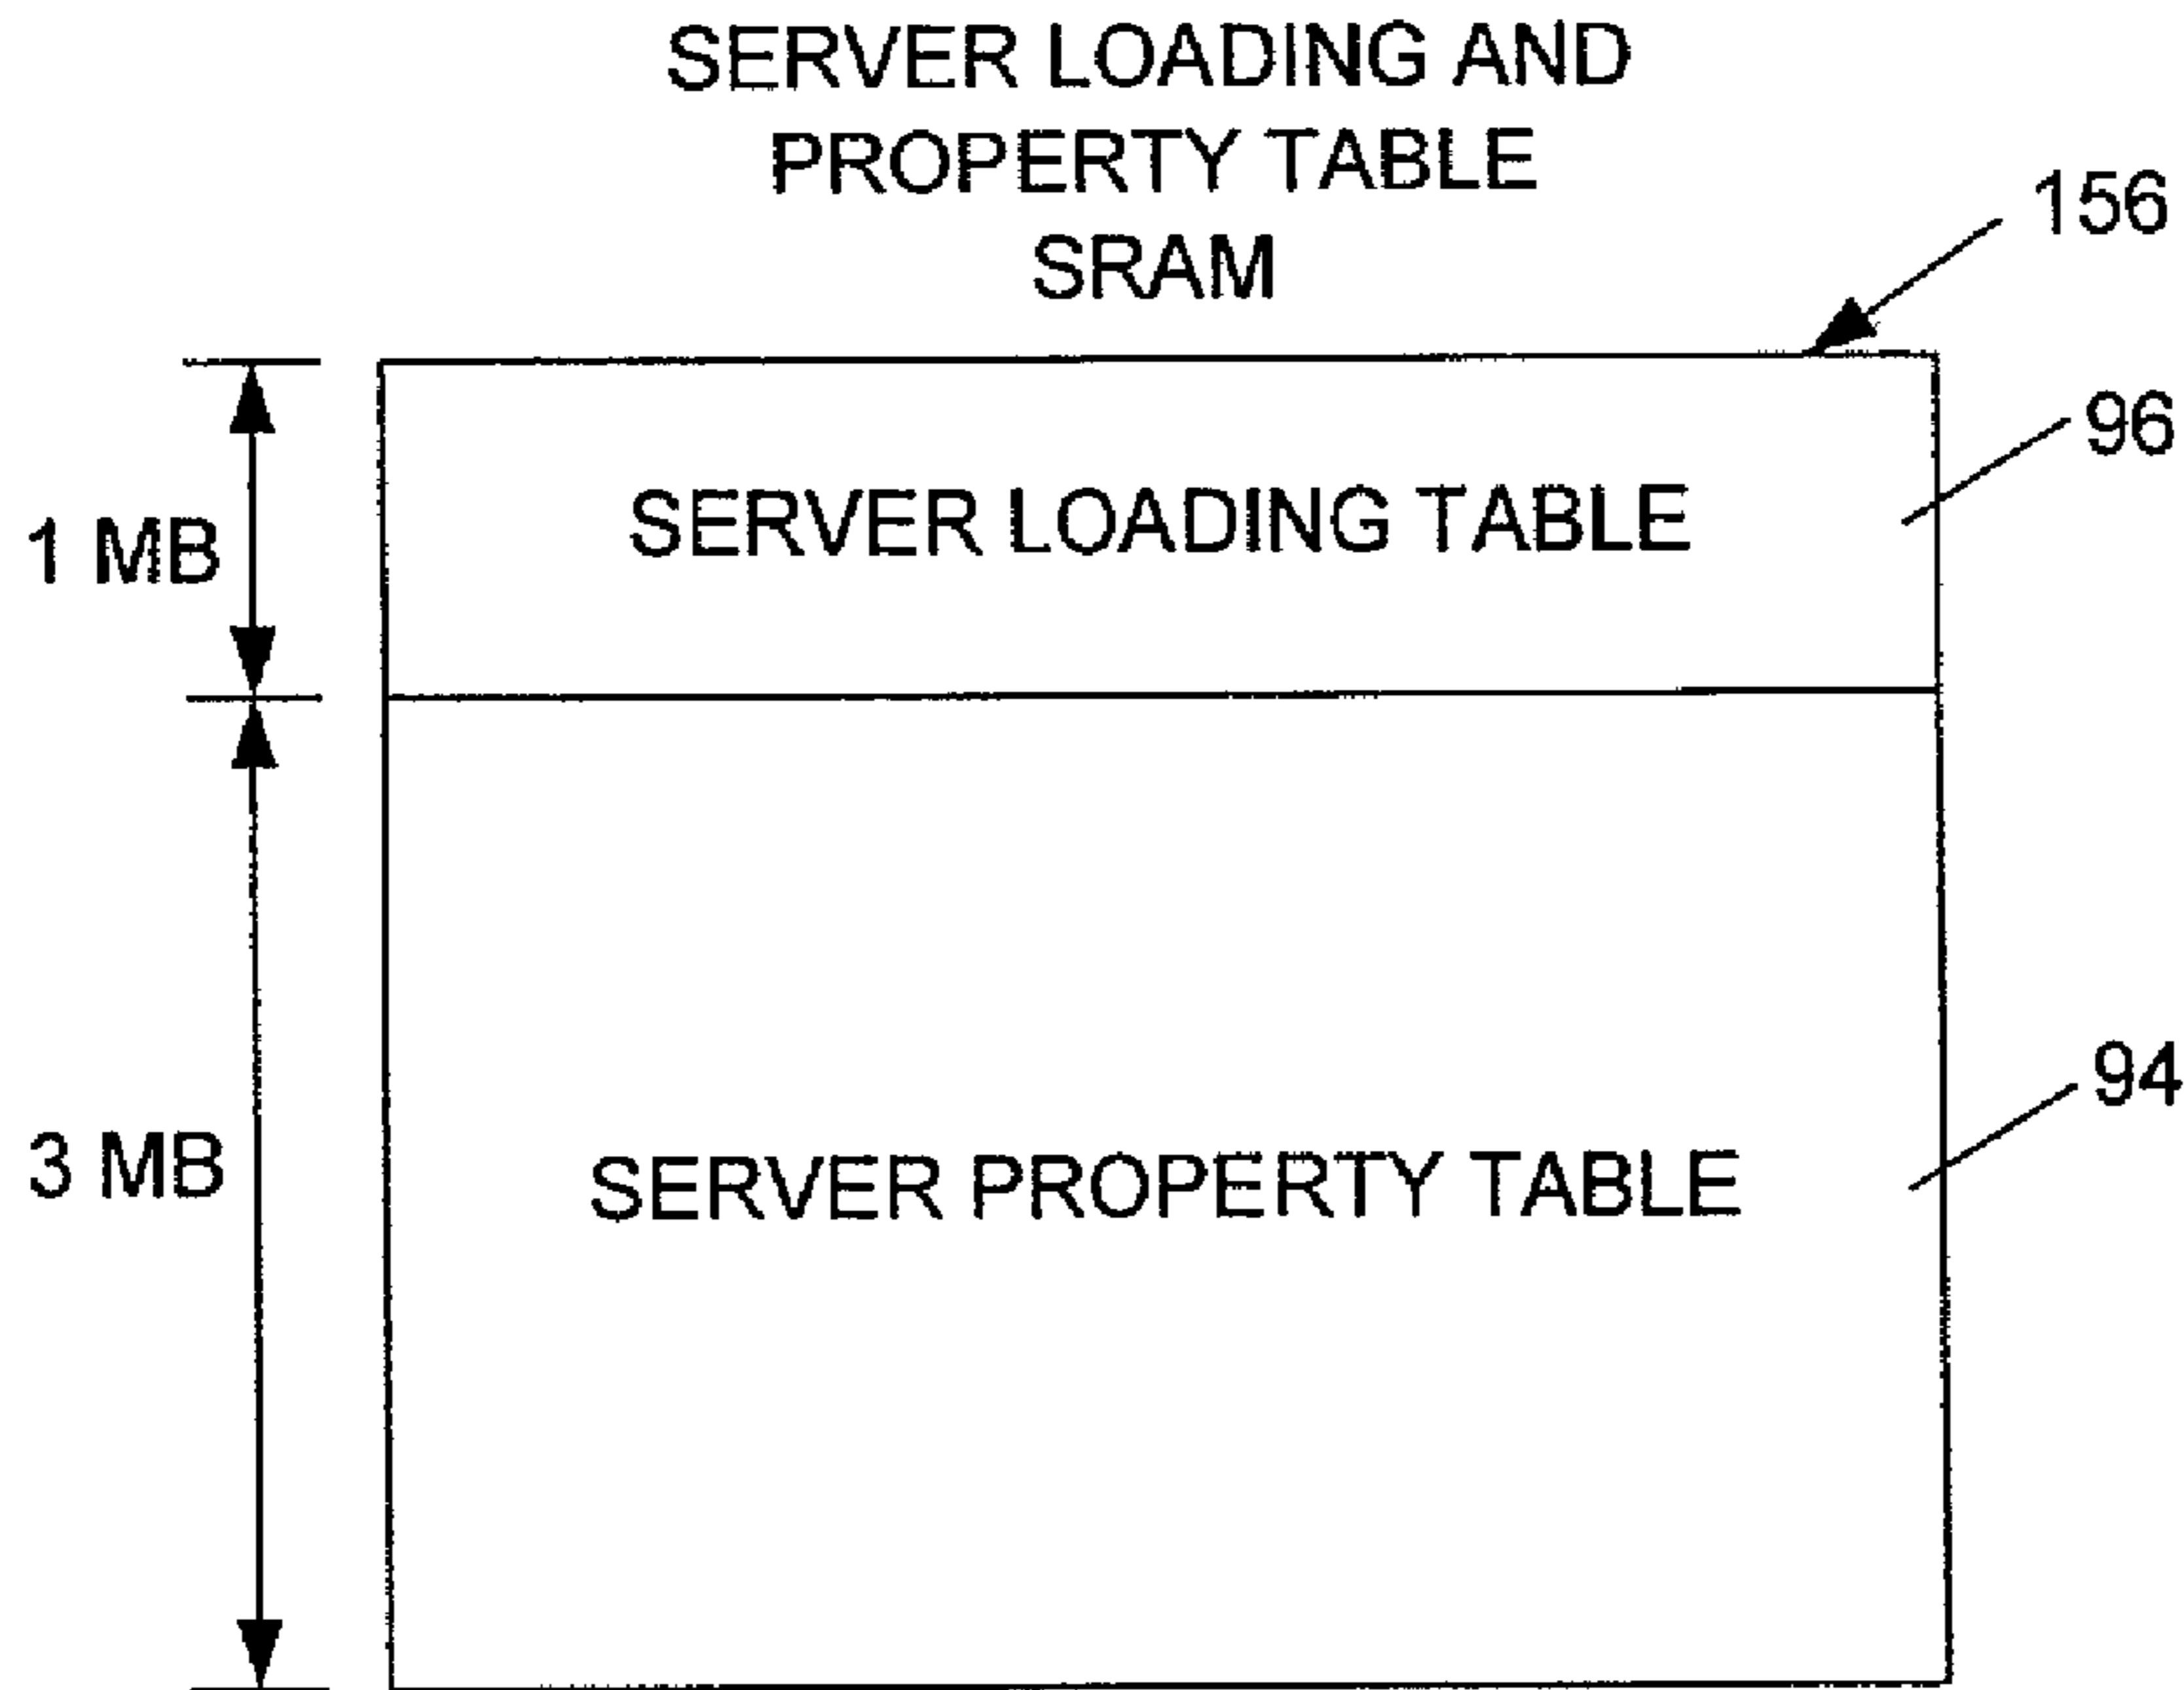 SERVER LOADING AND
PROPERTY TABLE
SRAM
156
96
1 MB
SERVER LOADING TABLE
94
3 MB
SERVER PROPERTY TABLE